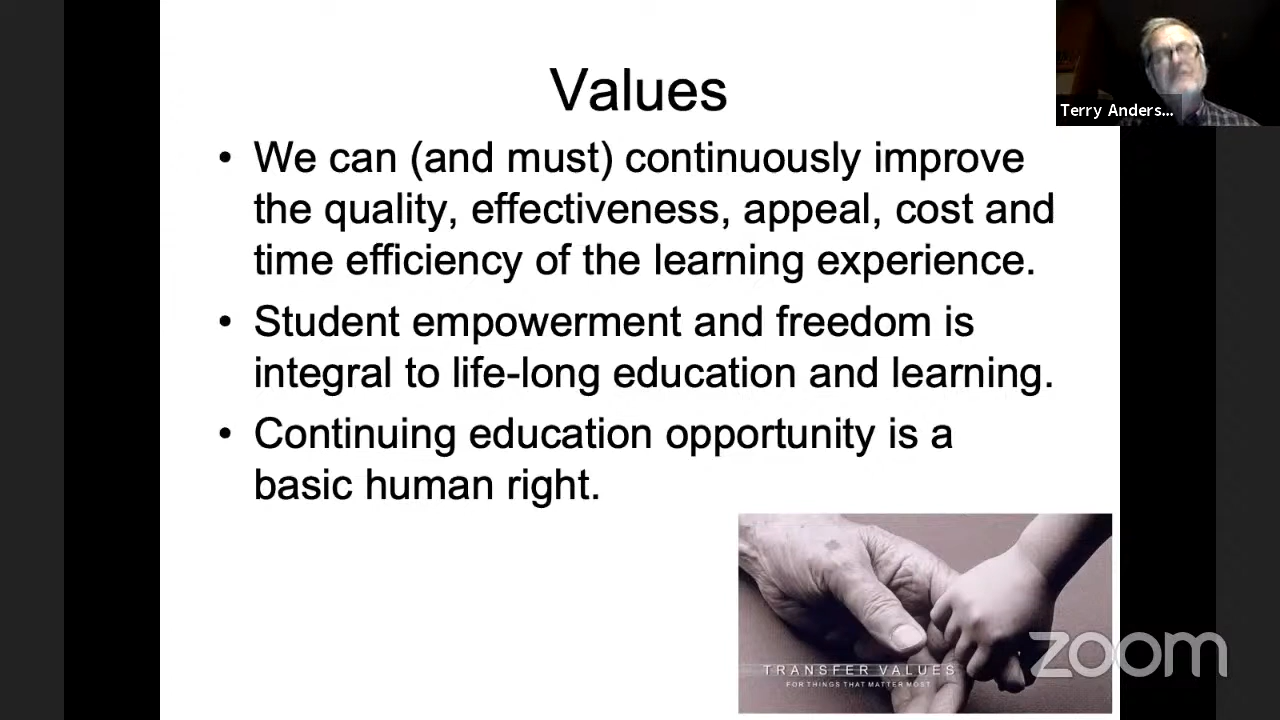 Values
• We can (and must) continuously improve
the quality, effectiveness, appeal, cost and
time efficiency of the learning experience.
• Student empowerment and freedom is
integral to life-long education and learning.
• Continuing education opportunity is a
basic human right.
Terry Anders...
TRANSFER VALUES
FOR THINGS THAT MATTER MOST
zoom